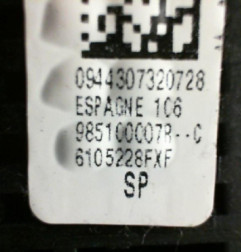 0944307320728
ESPAGNE 106
985100007R--C
6105228FXF
SP